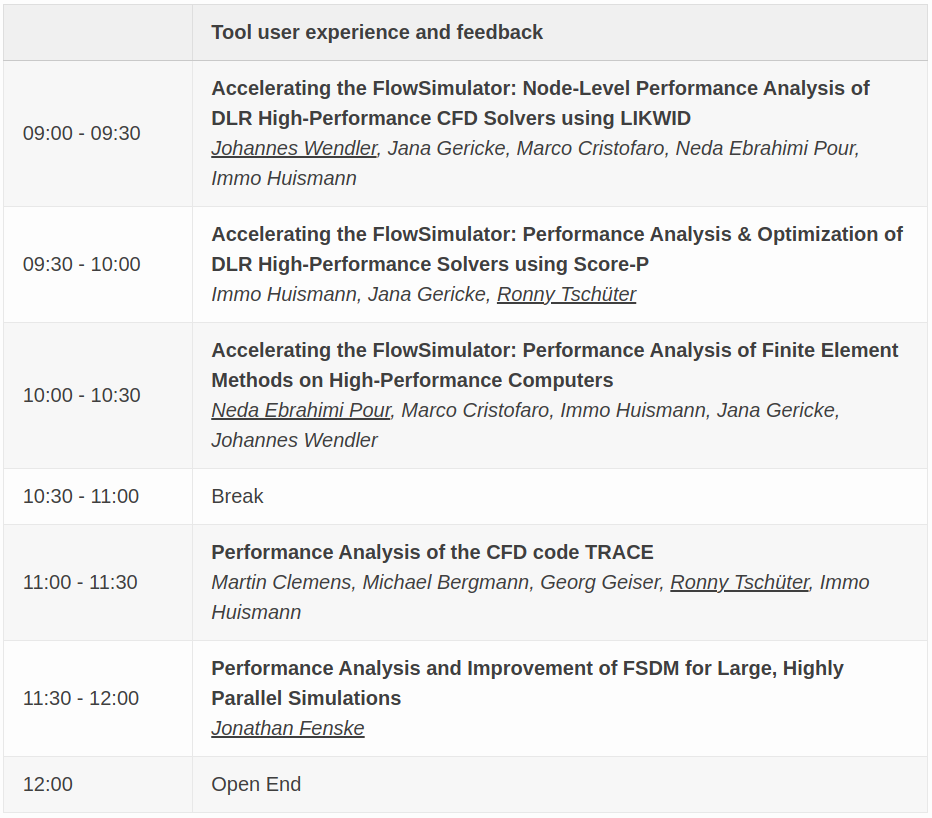 Tool user experience and feedback
09:00 - 09:30
Accelerating the FlowSimulator: Node-Level Performance Analysis of
DLR High-Performance CFD Solvers using LIKWID
Johannes Wendler, Jana Gericke, Marco Cristofaro, Neda Ebrahimi Pour,
Immo Huismann
09:30 - 10:00
Accelerating the FlowSimulator: Performance Analysis & Optimization of
DLR High-Performance Solvers using Score-P
Immo Huismann, Jana Gericke, Ronny Tschüter
10:00 - 10:30
Accelerating the FlowSimulator: Performance Analysis of Finite Element
Methods on High-Performance Computers
Neda Ebrahimi Pour, Marco Cristofaro, Immo Huismann, Jana Gericke,
Johannes Wendler
10:30 - 11:00
Break
11:00 - 11:30
Performance Analysis of the CFD code TRACE
Martin Clemens, Michael Bergmann, Georg Geiser, Ronny Tschüter, Immo
Huismann
11:30 - 12:00
Performance Analysis and Improvement of FSDM for Large, Highly
Parallel Simulations
Jonathan Fenske
12:00
Open End